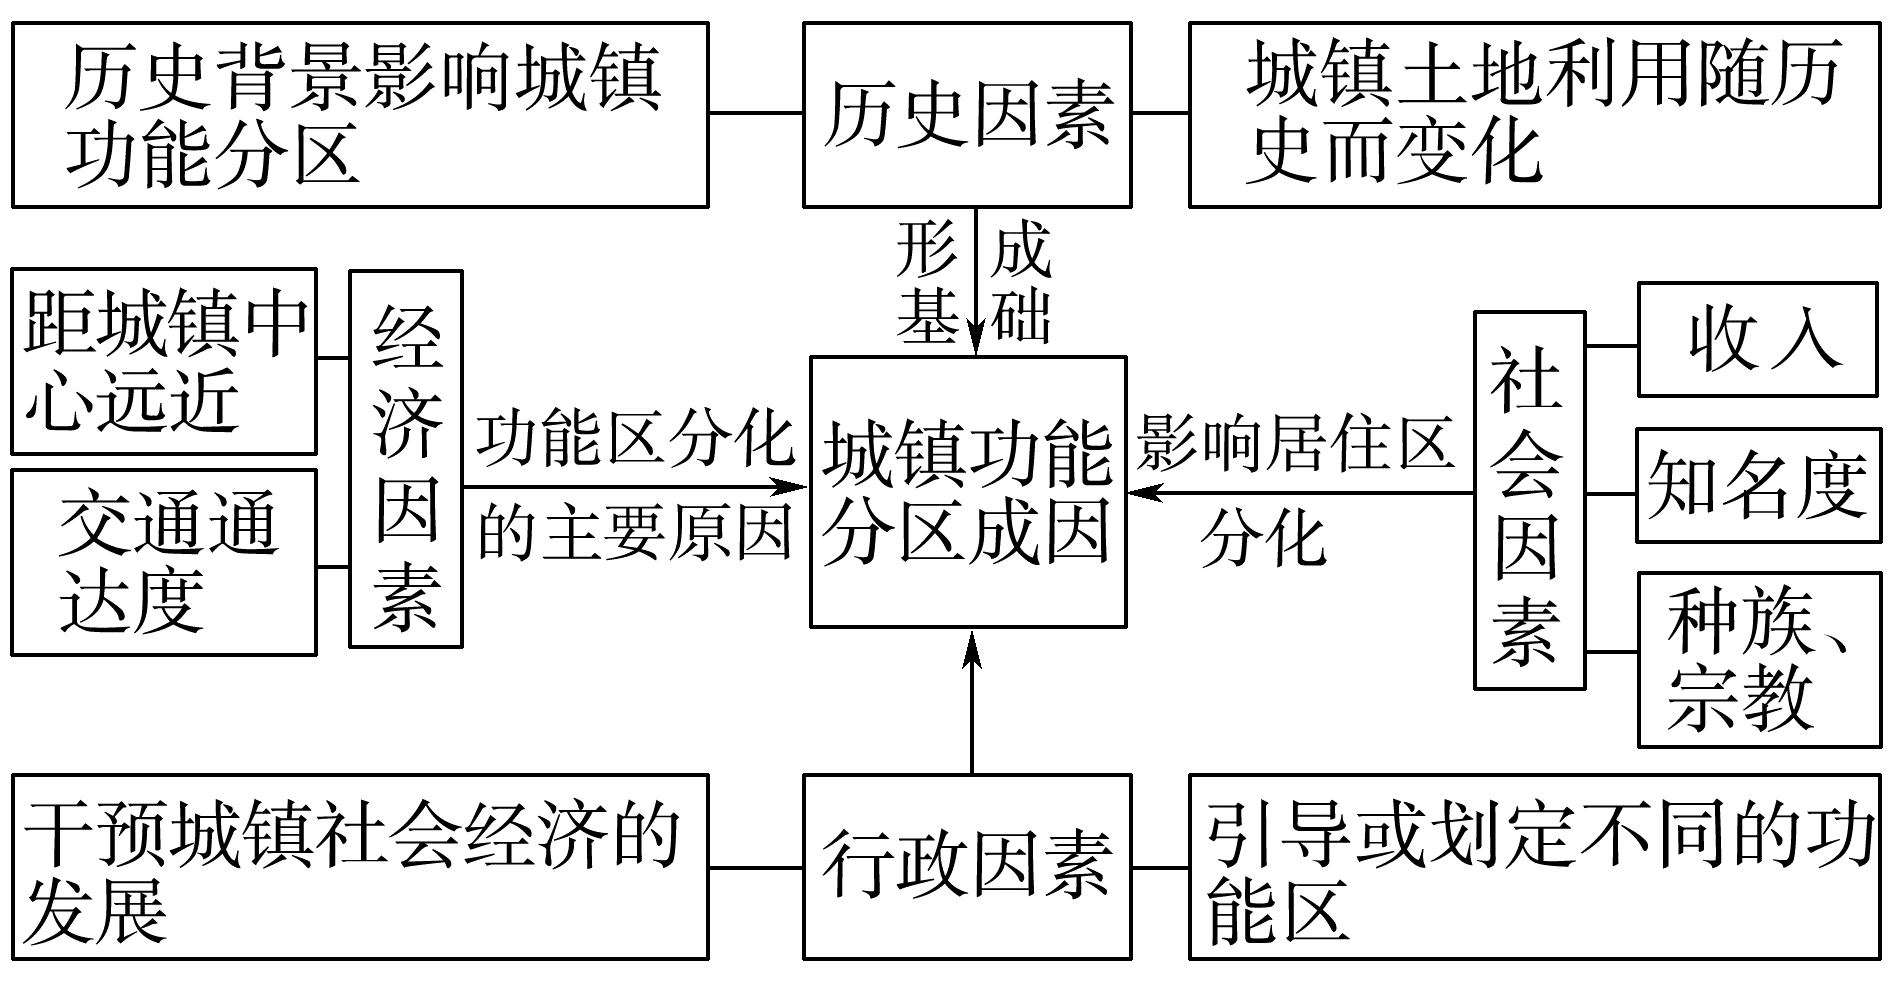 历史背景影响城镇
功能分区
历史因素
城镇土地利用随历
史而变化
形成
基础
距城镇中
心远近
交通通
达度
经济因素
功能区分化
的主要原因
城镇功能
分区成因
影响居住区
分化
社会因素
收入
知名度
种族、
宗教
干预城镇社会经济的
发展
行政因素
引导或划定不同的功
能区